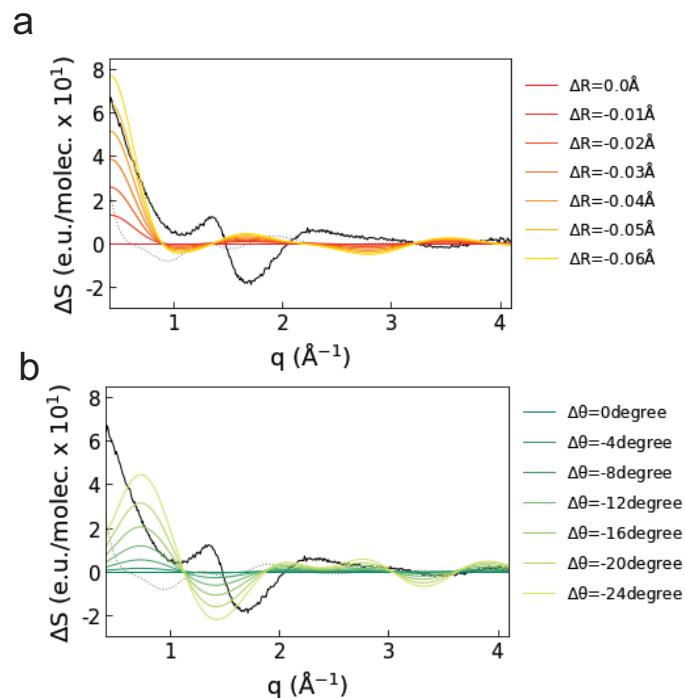 a
8
6
4
2
0
-2
ΔS (e.u./molec. x 10¹)
1
2
3
4
q (Å⁻¹)
ΔR=0.0Å
ΔR=-0.01Å
ΔR=-0.02Å
ΔR=-0.03Å
ΔR=-0.04Å
ΔR=-0.05Å
ΔR=-0.06Å
b
8
6
4
2
0
-2
ΔS (e.u./molec. x 10¹)
1
2
3
4
q (Å⁻¹)
Δθ=0degree
Δθ=-4degree
Δθ=-8degree
Δθ=-12degree
Δθ=-16degree
Δθ=-20degree
Δθ=-24degree